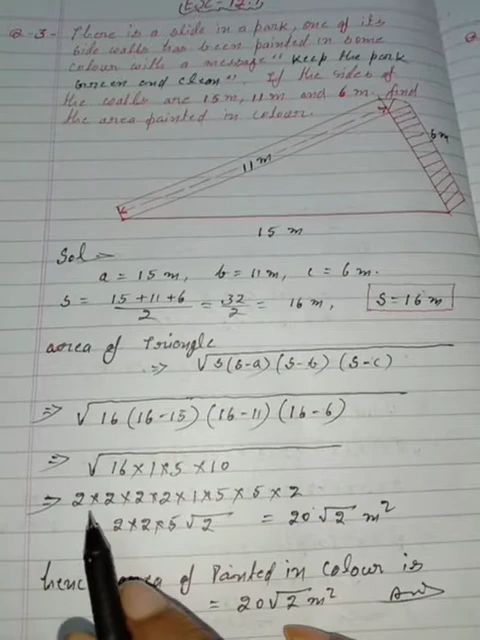 (EX:-12.1)
Q-3- There is a slide in a park, one of its
side walls has been painted in some
colour with a message "keep the park
Green and clean". If the sides of
the walls are 15 m, 11 m and 6 m. find
the area painted in colour.
11 m
6 m
15 m
Sol-
a = 15 m, b = 11 m, c = 6 m.
S = (15+11+6)/2 = 32/2 = 16 m, S = 16 m
area of Triangle
⇒ √S(S-a)(S-b)(S-c)
⇒ √16(16-15)(16-11)(16-6)
⇒ √16×1×5×10
⇒ 2×2×2×2×1×5×5×2
2×2×5√2 = 20√2 m²
of Painted in colour is
= 20√2 m² Ans